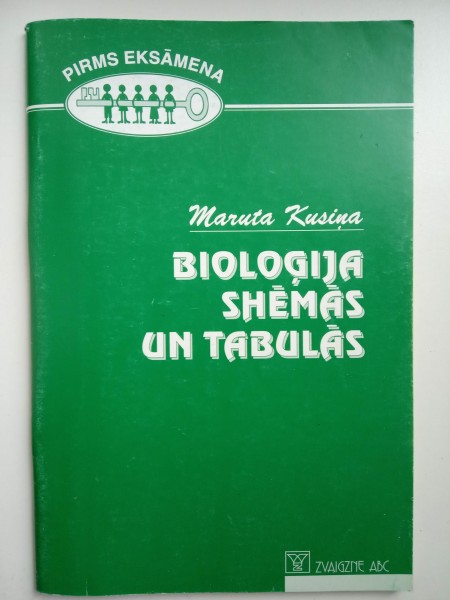 PIRMS EKSĀMENA
Maruta Kusiņa
BIOLOĢIJA
SHĒMĀS
UN TABULĀS
ZVAIGZNE ABC